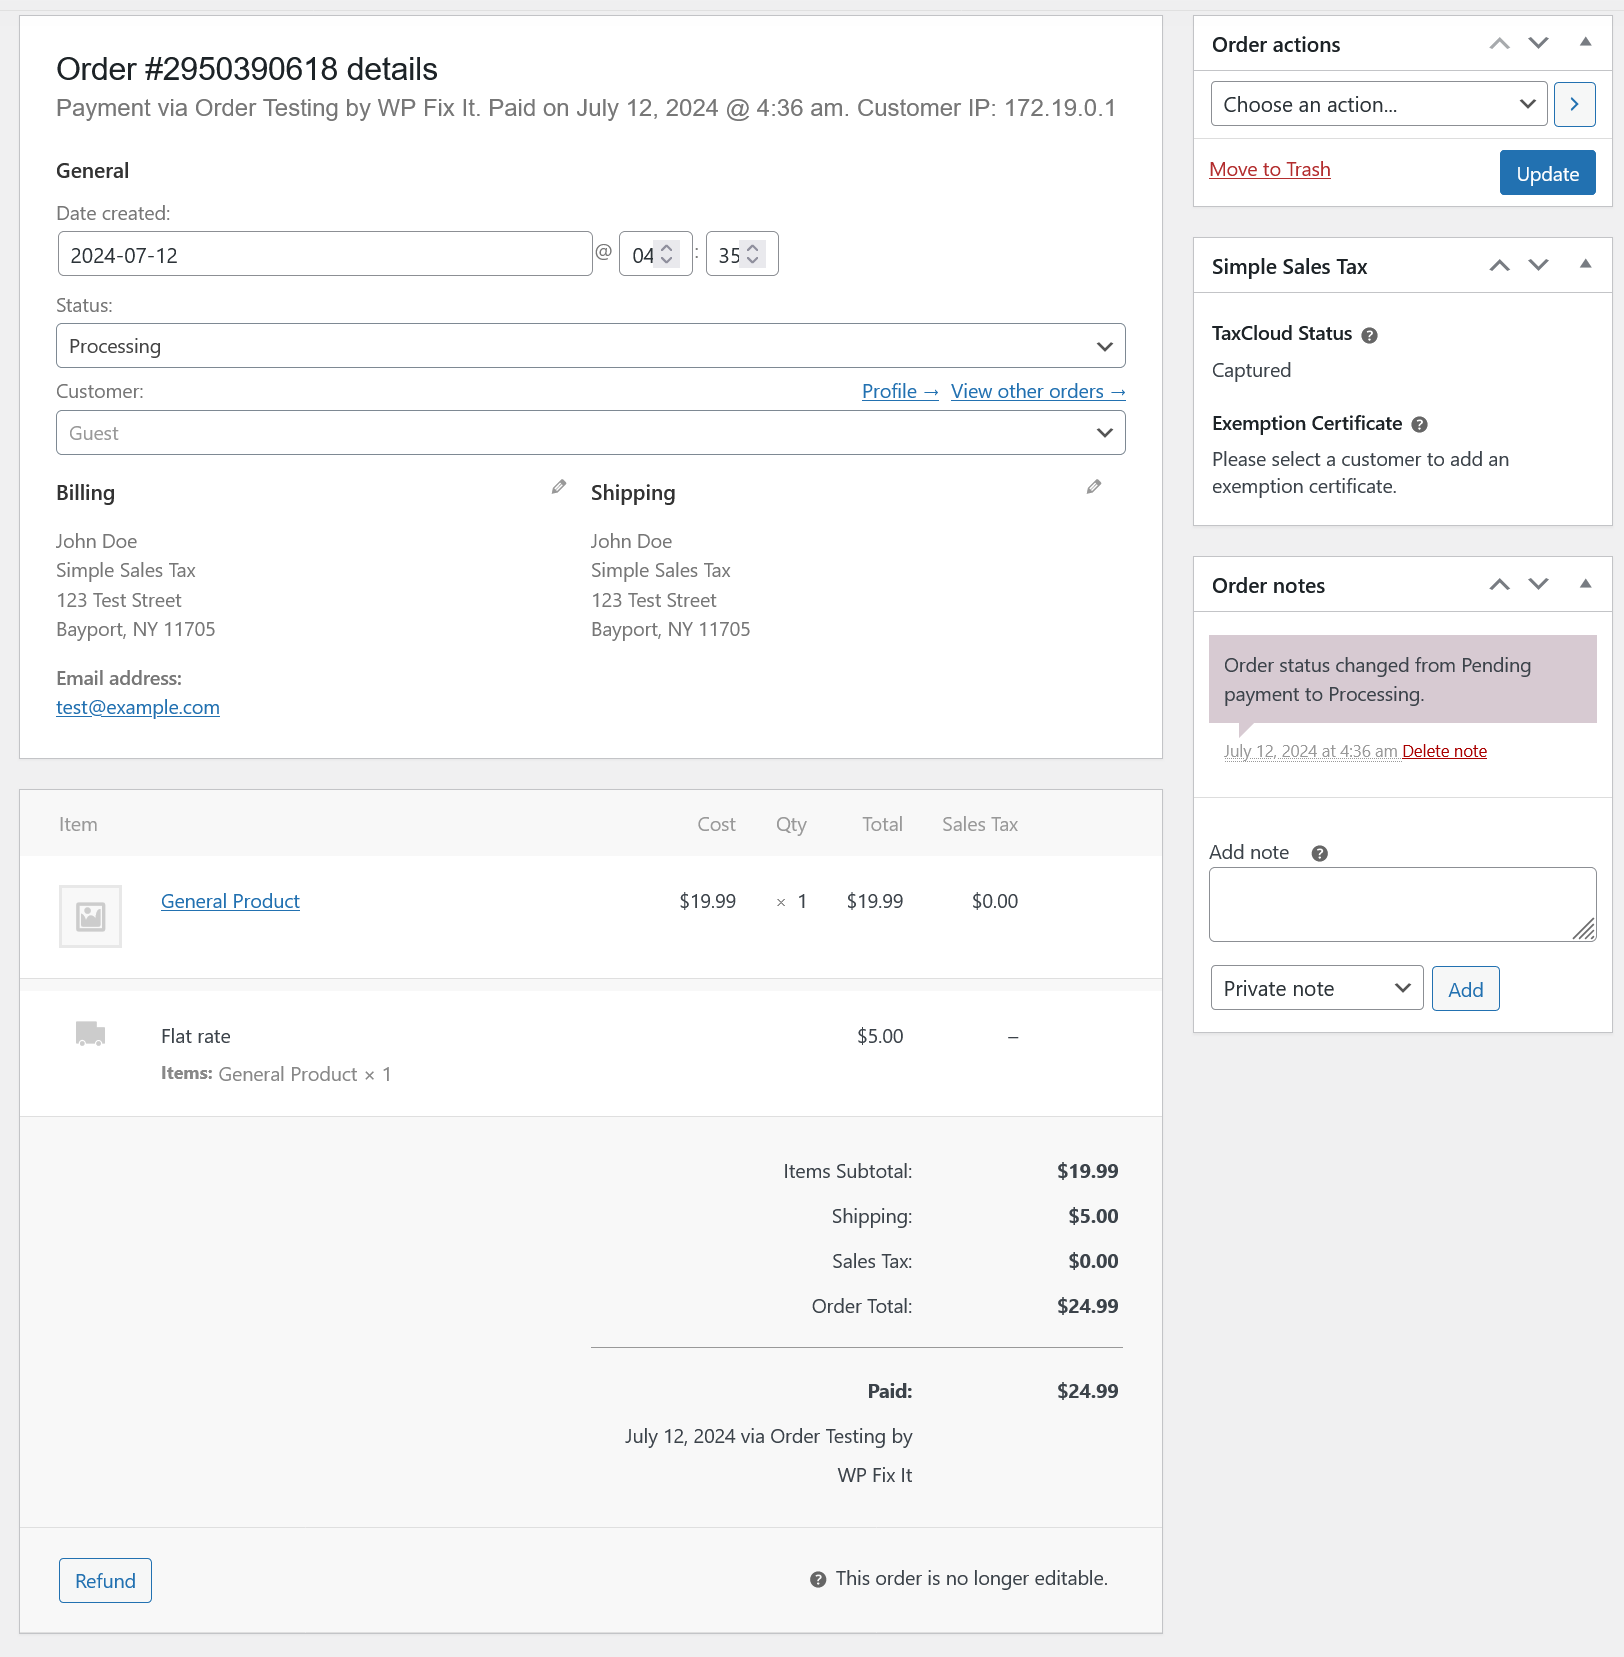 Order #2950390618 details
Payment via Order Testing by WP Fix It. Paid on July 12, 2024 @ 4:36 am. Customer IP: 172.19.0.1
General
Date created:
2024-07-12 @ 04 : 35
Status:
Processing
Customer: Profile → View other orders →
Guest
Billing
John Doe
Simple Sales Tax
123 Test Street
Bayport, NY 11705
Email address:
test@example.com
Shipping
John Doe
Simple Sales Tax
123 Test Street
Bayport, NY 11705
Item Cost Qty Total Sales Tax
General Product $19.99 × 1 $19.99 $0.00
Flat rate $5.00 –
Items: General Product × 1
Items Subtotal: $19.99
Shipping: $5.00
Sales Tax: $0.00
Order Total: $24.99
Paid: $24.99
July 12, 2024 via Order Testing by
WP Fix It
Refund
? This order is no longer editable.
Order actions
Choose an action...
Move to Trash Update
Simple Sales Tax
TaxCloud Status ?
Captured
Exemption Certificate ?
Please select a customer to add an
exemption certificate.
Order notes
Order status changed from Pending
payment to Processing.
July 12, 2024 at 4:36 am Delete note
Add note ?
Private note Add